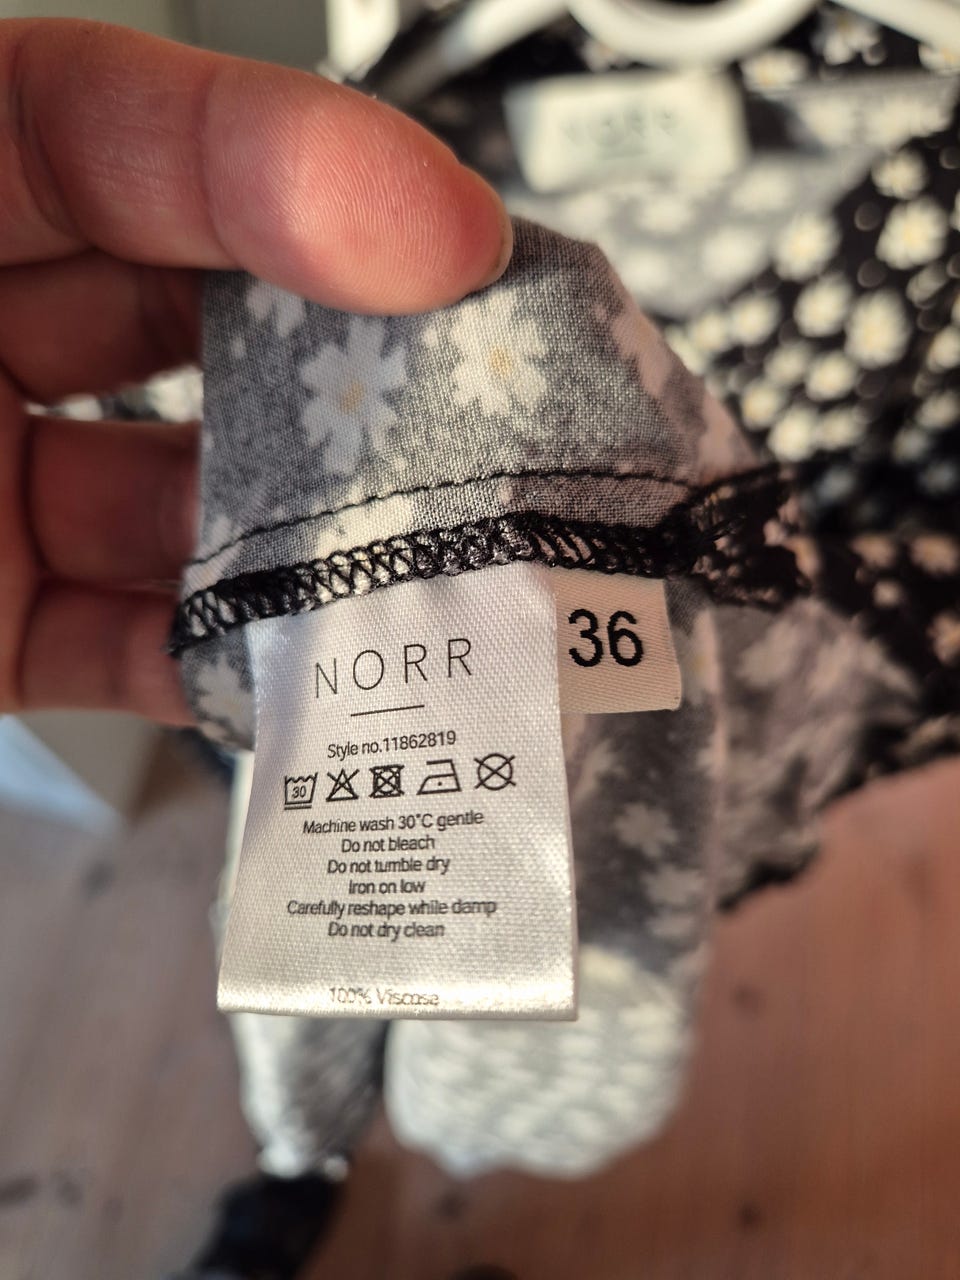 NORR
NORR
36
Style no.11862819
30
Machine wash 30°C gentle
Do not bleach
Do not tumble dry
Iron on low
Carefully reshape while damp
Do not dry clean
100% Viscose